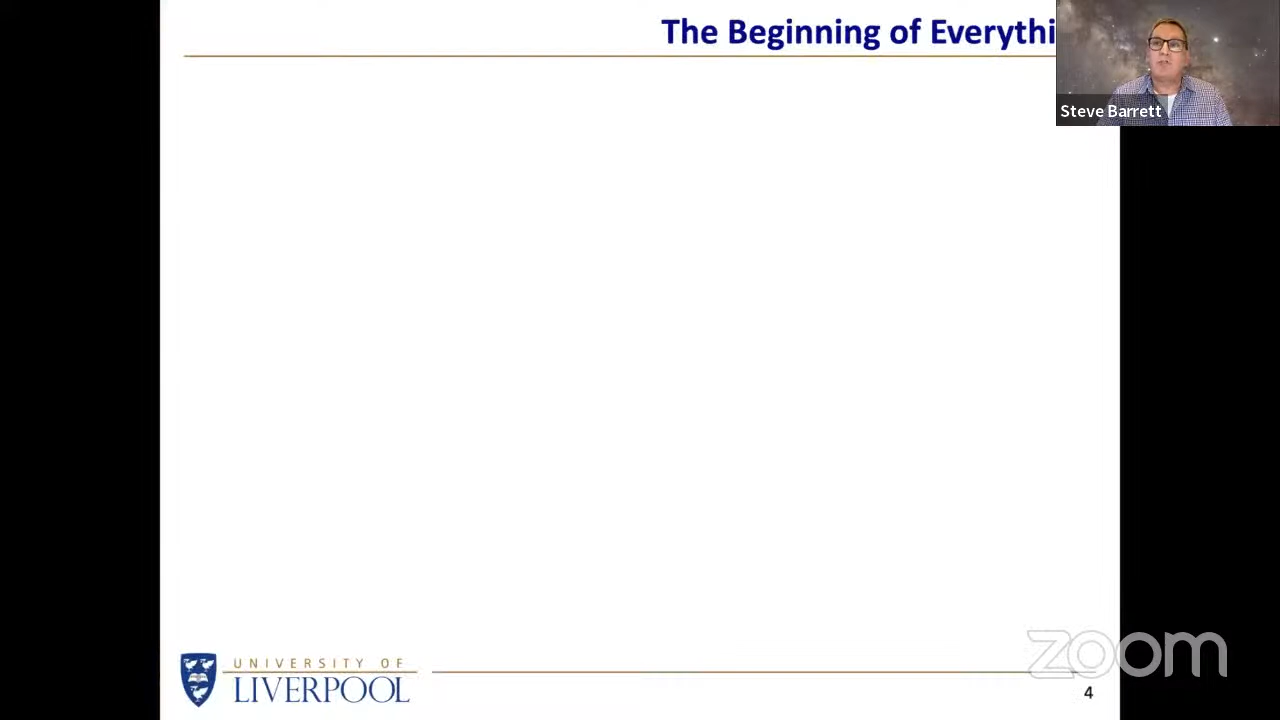 The Beginning of Everythi
Steve Barrett
UNIVERSITY OF
LIVERPOOL
zoom
4